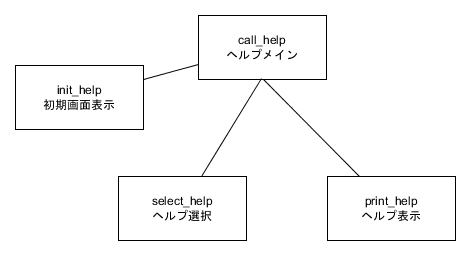 call_help
ヘルプメイン
init_help
初期画面表示
select_help
ヘルプ選択
print_help
ヘルプ表示